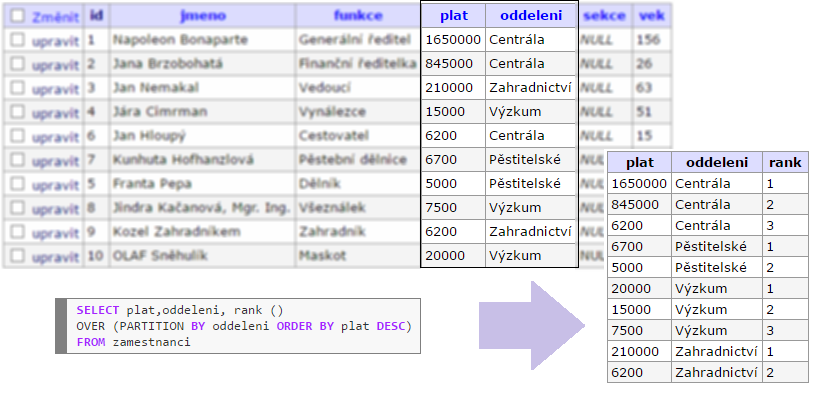 Změnit id jmeno funkce plat oddeleni sekce vek
upravit 1 Napoleon Bonaparte Generální ředitel 1650000 Centrála NULL 156
upravit 2 Jana Brzobohatá Finanční ředitelka 845000 Centrála NULL 26
upravit 3 Jan Nemakal Vedoucí 210000 Zahradnictví NULL 63
upravit 4 Jára Cimrman Vynálezce 15000 Výzkum NULL 51
upravit 6 Jan Hloupý Cestovatel 6200 Centrála NULL 15
upravit 7 Kunhuta Hofhanzlová Pěstební dělnice 6700 Pěstitelské NULL
upravit 5 Franta Pepa Dělník 5000 Pěstitelské NULL
upravit 8 Jindra Kačanová, Mgr. Ing. Všeználek 7500 Výzkum NULL
upravit 9 Kozel Zahradníkem Zahradník 6200 Zahradnictví NULL
upravit 10 OLAF Sněhulík Maskot 20000 Výzkum NULL
plat oddeleni rank
1650000 Centrála 1
845000 Centrála 2
6200 Centrála 3
6700 Pěstitelské 1
5000 Pěstitelské 2
20000 Výzkum 1
15000 Výzkum 2
7500 Výzkum 3
210000 Zahradnictví 1
6200 Zahradnictví 2
SELECT plat,oddeleni, rank ()
OVER (PARTITION BY oddeleni ORDER BY plat DESC)
FROM zamestnanci